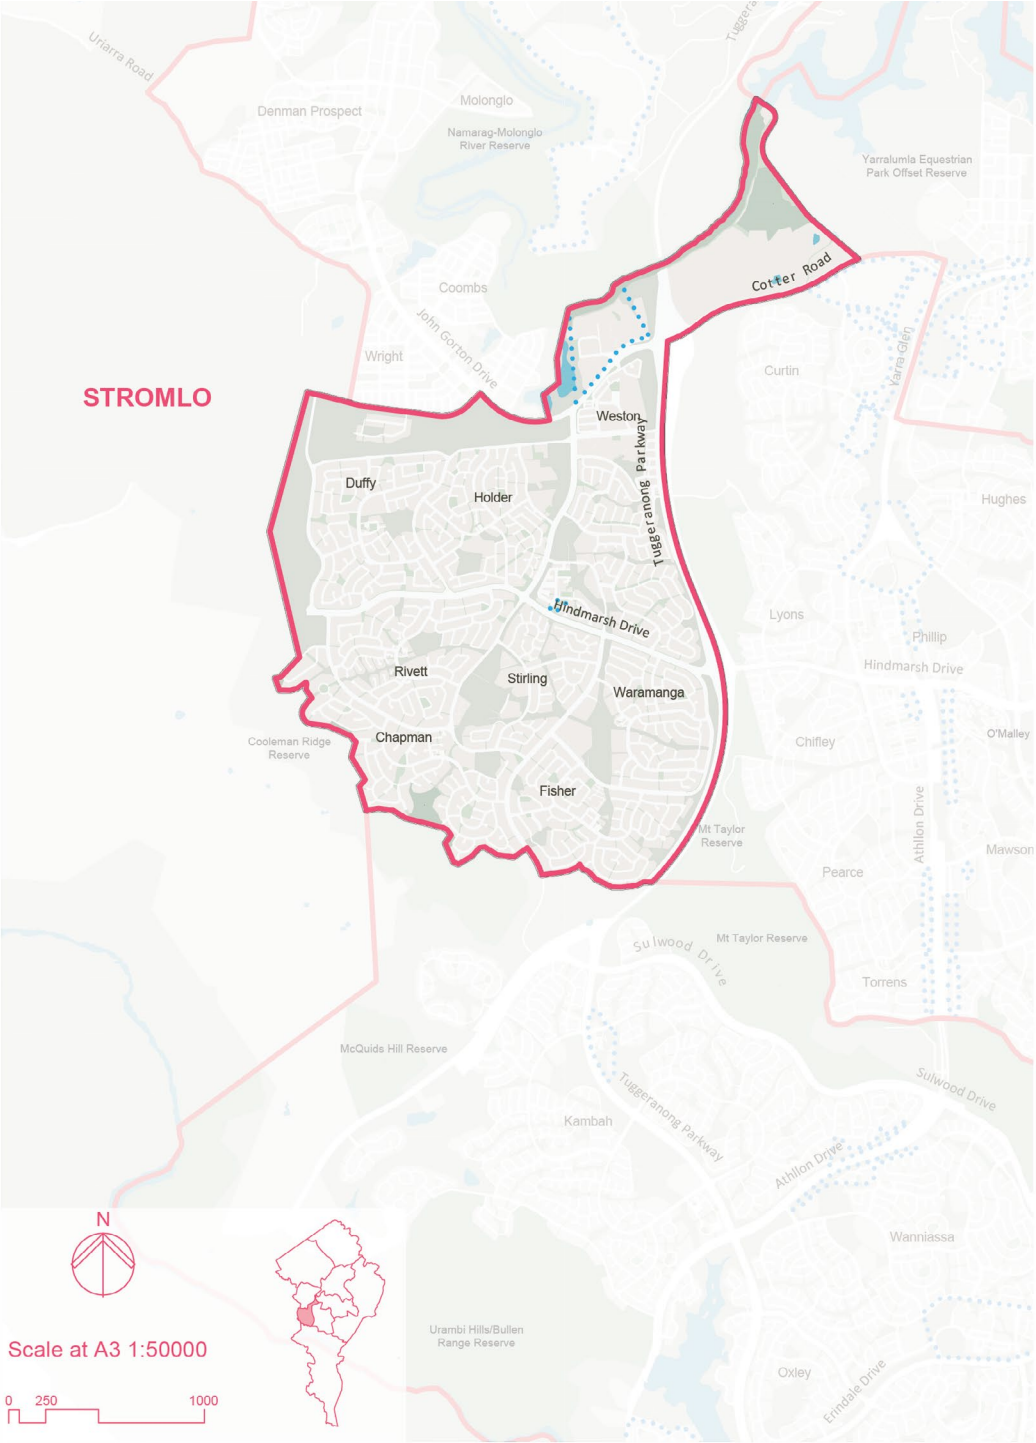 Tuggera
Uriarra Road
Denman Prospect
Molonglo
Namarag-Molonglo
River Reserve
Yarralumla Equestrian
Park Offset Reserve
Cotter Road
Coombs
John Gorton Drive
Wright
Curtin
Yarra Glen
STROMLO
Weston
Tuggeranong Parkway
Duffy
Holder
Hughes
Hindmarsh Drive
Lyons
Phillip
Hindmarsh Drive
Rivett
Stirling
Waramanga
Chapman
Cooleman Ridge
Reserve
Chifley
O'Malley
Fisher
Athllon Drive
Mt Taylor
Reserve
Mawson
Pearce
Mt Taylor Reserve
Sulwood Drive
Torrens
McQuids Hill Reserve
Tuggeranong Parkway
Sulwood Drive
Kambah
Athllon Drive
Wanniassa
N
Urambi Hills/Bullen
Range Reserve
Scale at A3 1:50000
Oxley
Erindale Drive
0 250 1000